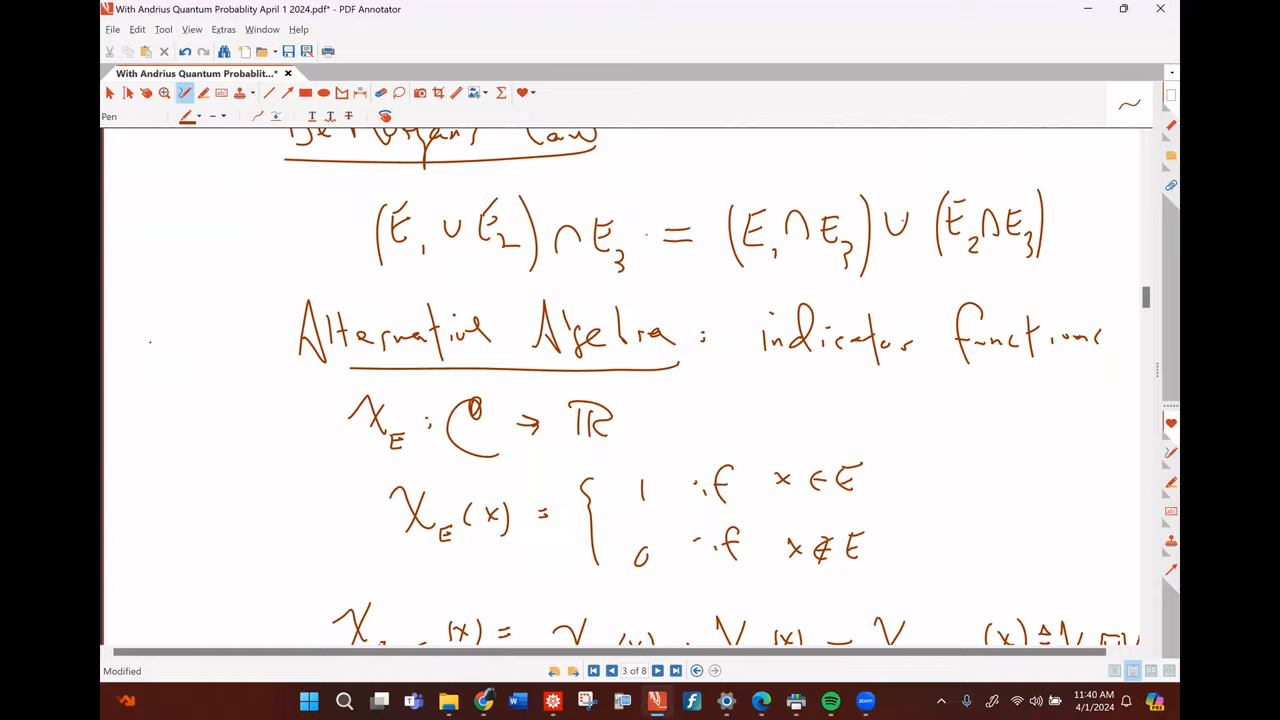 With Andrius Quantum Probablity April 1 2024.pdf* - PDF Annotator
File Edit Tool View Extras Window Help
With Andrius Quantum Probablit...*
Pen
Law
(E₁ ∪ E₂) ∩ E₃ = (E₁ ∩ E₃) ∪ (E₂ ∩ E₃)
Alternative Algebra : indicator functions
χ_E : → ℝ
χ_E(x) = { 1 if x ∈ E
0 if x ∉ E
Modified
3 of 8
11:40 AM
4/1/2024